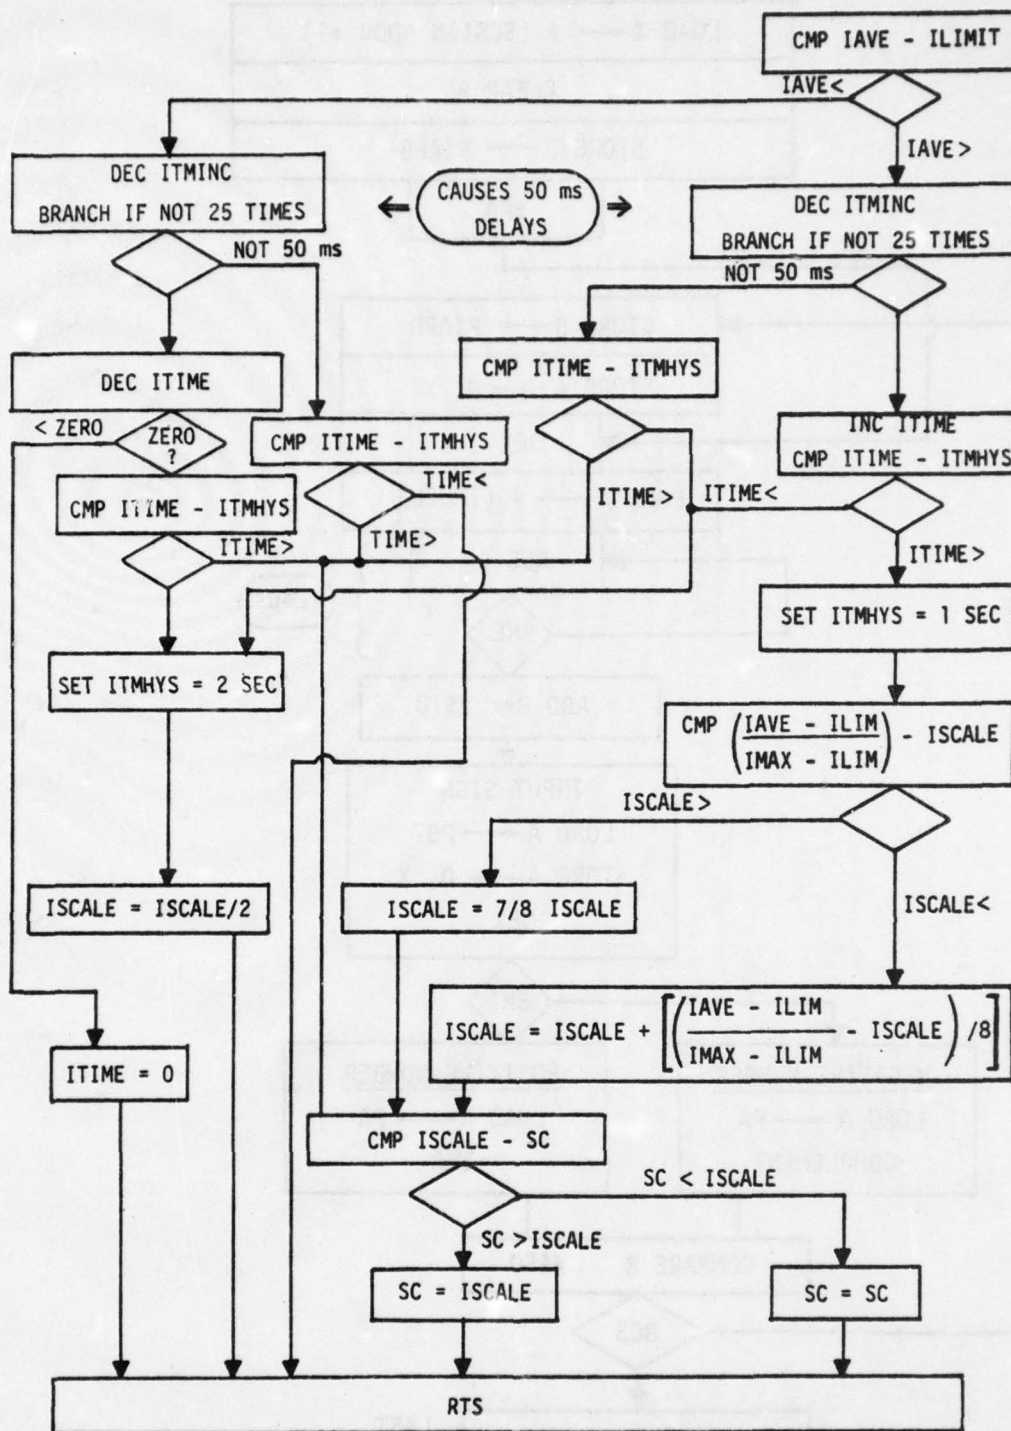 CMP IAVE - ILIMIT
IAVE<
IAVE>
DEC ITMINC
BRANCH IF NOT 25 TIMES
CAUSES 50 ms
DELAYS
DEC ITMINC
BRANCH IF NOT 25 TIMES
NOT 50 ms
NOT 50 ms
DEC ITIME
CMP ITIME - ITMHYS
< ZERO
ZERO
?
CMP ITIME - ITMHYS
INC ITIME
CMP ITIME - ITMHYS
CMP ITIME - ITMHYS
TIME<
ITIME>
ITIME<
ITIME>
TIME>
ITIME>
SET ITMHYS = 1 SEC
SET ITMHYS = 2 SEC
CMP (IAVE - ILIM / IMAX - ILIM) - ISCALE
ISCALE>
ISCALE<
ISCALE = ISCALE/2
ISCALE = 7/8 ISCALE
ISCALE = ISCALE + [(IAVE - ILIM / IMAX - ILIM - ISCALE) /8]
ITIME = 0
CMP ISCALE - SC
SC < ISCALE
SC >ISCALE
SC = ISCALE
SC = SC
RTS